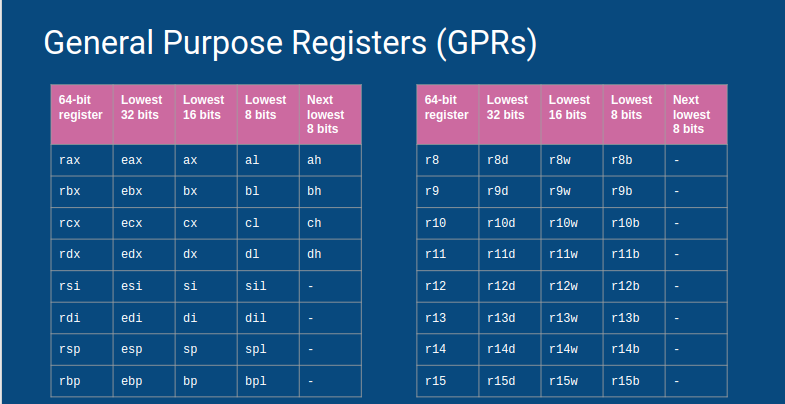 General Purpose Registers (GPRs)
64-bit register Lowest 32 bits Lowest 16 bits Lowest 8 bits Next lowest 8 bits
rax eax ax al ah
rbx ebx bx bl bh
rcx ecx cx cl ch
rdx edx dx dl dh
rsi esi si sil -
rdi edi di dil -
rsp esp sp spl -
rbp ebp bp bpl -
64-bit register Lowest 32 bits Lowest 16 bits Lowest 8 bits Next lowest 8 bits
r8 r8d r8w r8b -
r9 r9d r9w r9b -
r10 r10d r10w r10b -
r11 r11d r11w r11b -
r12 r12d r12w r12b -
r13 r13d r13w r13b -
r14 r14d r14w r14b -
r15 r15d r15w r15b -